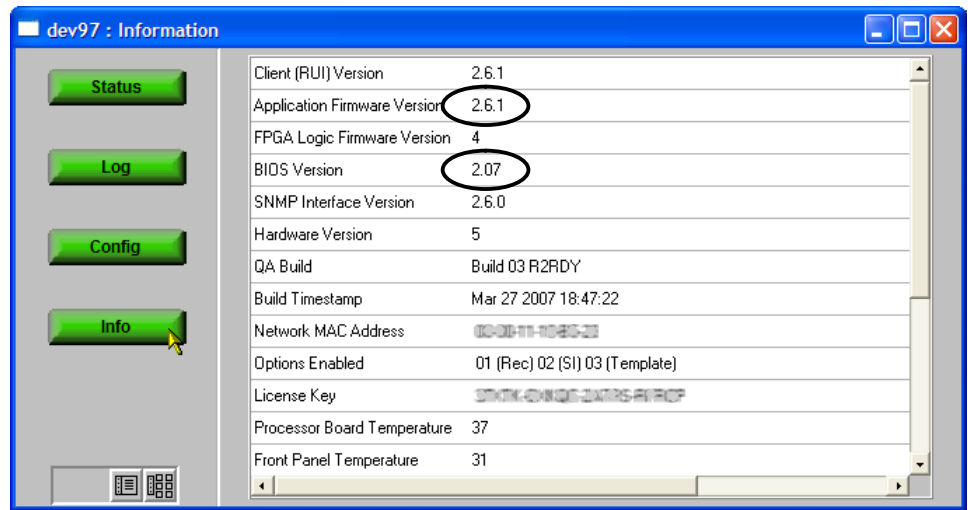 dev97 : Information
Status
Log
Config
Info
Client (RUI) Version 2.6.1
Application Firmware Version 2.6.1
FPGA Logic Firmware Version 4
BIOS Version 2.07
SNMP Interface Version 2.6.0
Hardware Version 5
QA Build Build 03 R2RDY
Build Timestamp Mar 27 2007 18:47:22
Network MAC Address
Options Enabled 01 (Rec) 02 (SI) 03 (Template)
License Key
Processor Board Temperature 37
Front Panel Temperature 31